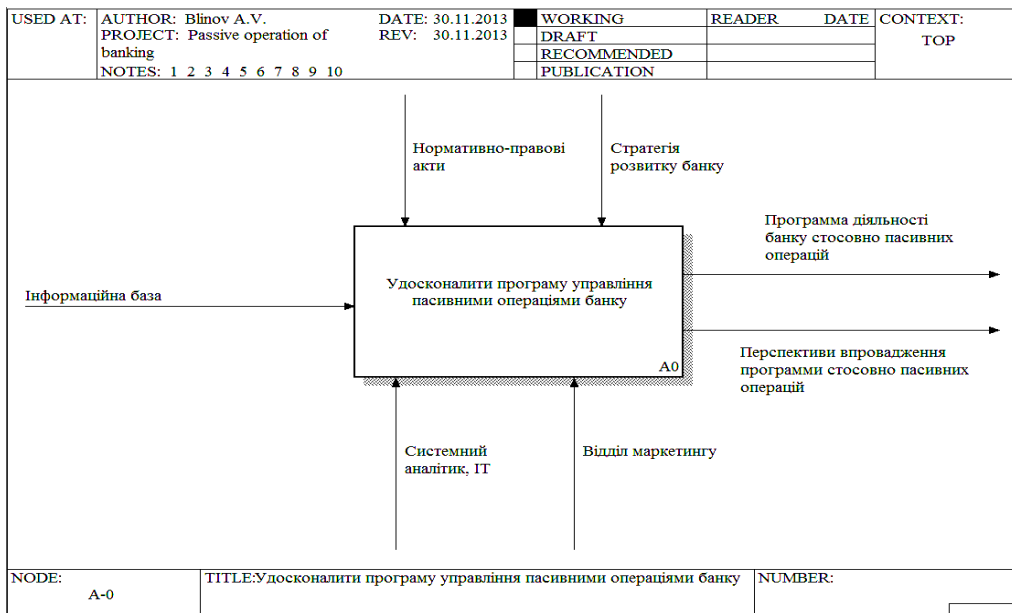 USED AT:
AUTHOR: Blinov A.V.
DATE: 30.11.2013
PROJECT: Passive operation of
banking
REV: 30.11.2013
NOTES: 1 2 3 4 5 6 7 8 9 10
WORKING
DRAFT
RECOMMENDED
PUBLICATION
READER DATE
CONTEXT:
TOP
Нормативно-правові
акти
Стратегія
розвитку банку
Программа діяльності
банку стосовно пасивних
операцій
Інформаційна база
Удосконалити програму управління
пасивними операціями банку
A0
Перспективи впровадження
программи стосовно пасивних
операцій
Системний
аналітик, ІТ
Відділ маркетингу
NODE:
A-0
TITLE:Удосконалити програму управління пасивними операціями банку
NUMBER: